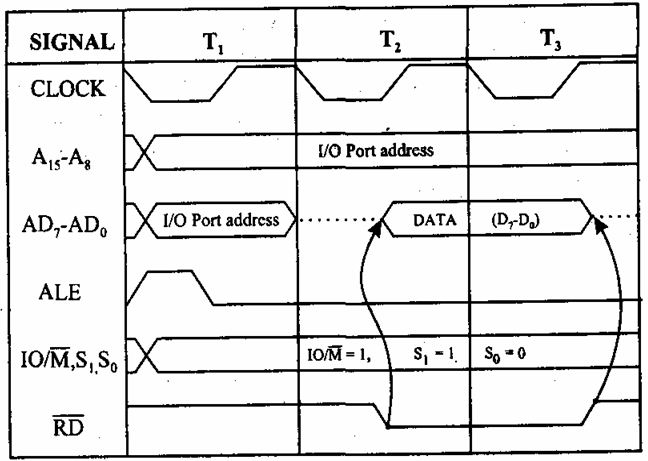 SIGNAL T₁ T₂ T₃
CLOCK
A₁₅-A₈ I/O Port address
AD₇-AD₀ I/O Port address DATA (D₇-D₀)
ALE
IO/M̅,S₁,S₀ IO/M̅ = 1, S₁ = 1 S₀ = 0
R̅D̅